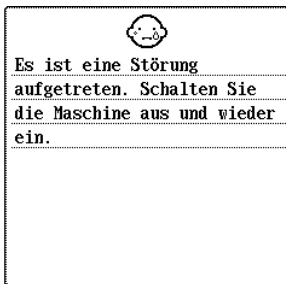 Es ist eine Störung
aufgetreten. Schalten Sie
die Maschine aus und wieder
ein.